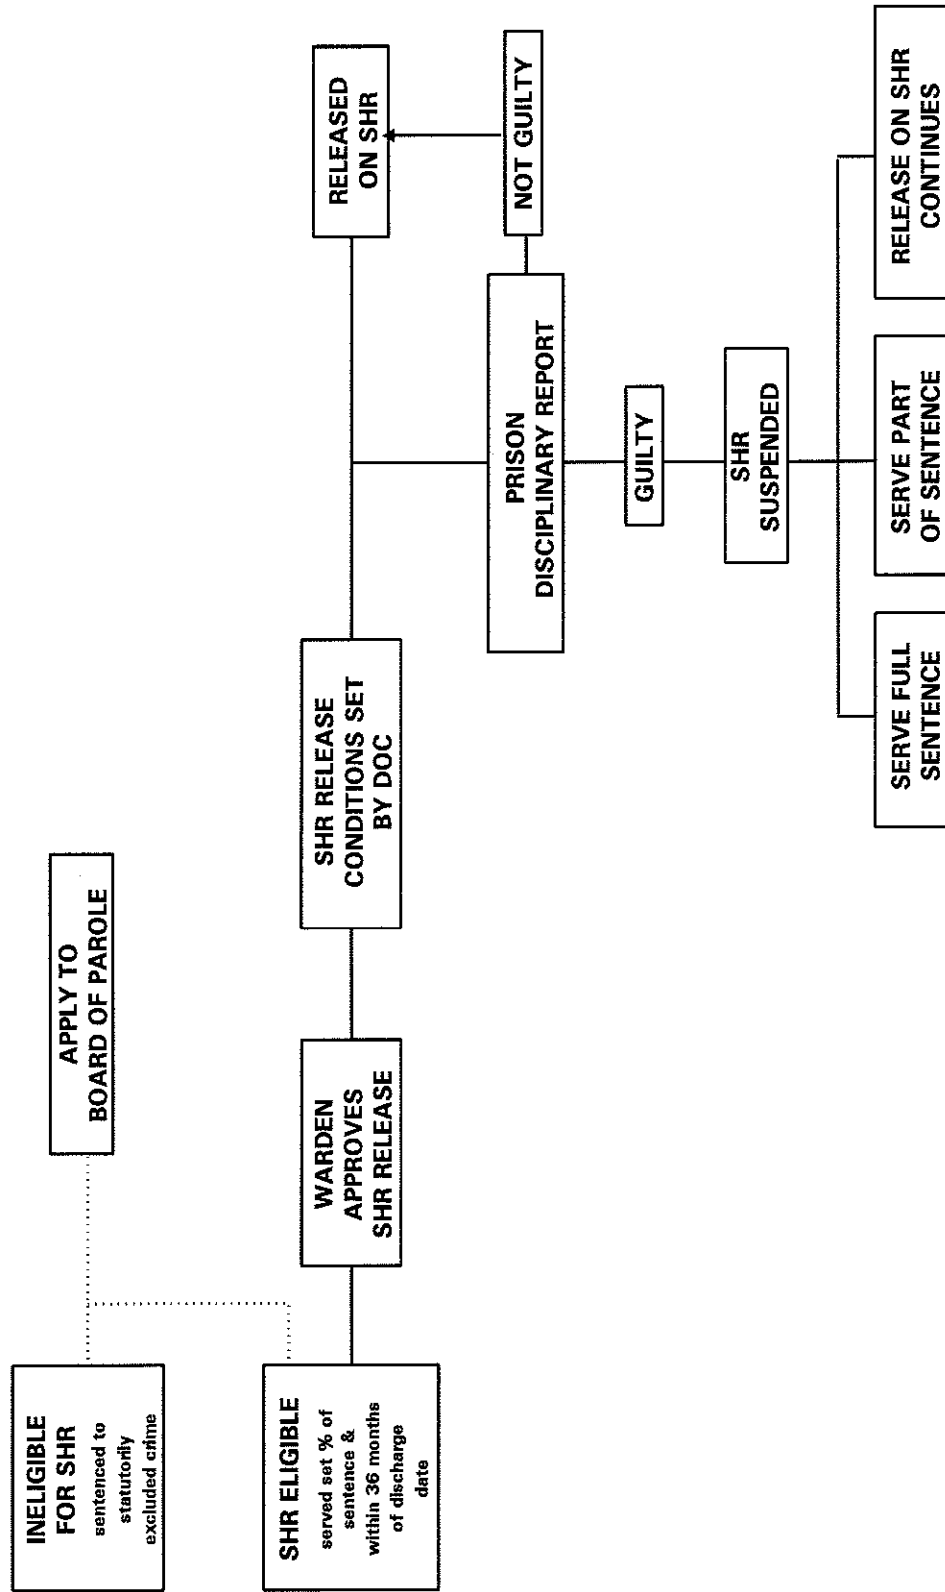 INELIGIBLE
FOR SHR
sentenced to
statutorily
excluded crime
APPLY TO
BOARD OF PAROLE
SHR ELIGIBLE
served set % of
sentence &
within 36 months
of discharge
date
WARDEN
APPROVES
SHR RELEASE
SHR RELEASE
CONDITIONS SET
BY DOC
RELEASED
ON SHR
PRISON
DISCIPLINARY REPORT
NOT GUILTY
GUILTY
SHR
SUSPENDED
SERVE FULL
SENTENCE
SERVE PART
OF SENTENCE
RELEASE ON SHR
CONTINUES